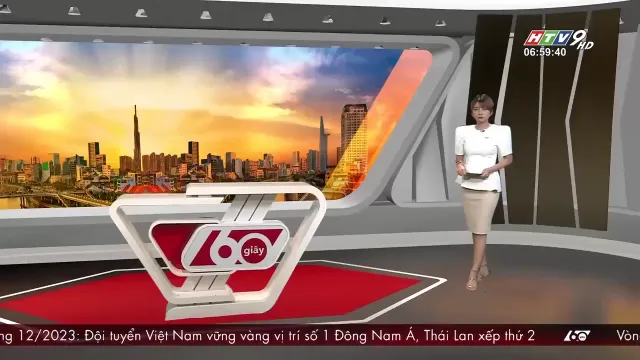 HTV9 HD
06:59:40
60 giây
ng 12/2023: Đội tuyển Việt Nam vững vàng vị trí số 1 Đông Nam Á, Thái Lan xếp thứ 2 60 Vòn